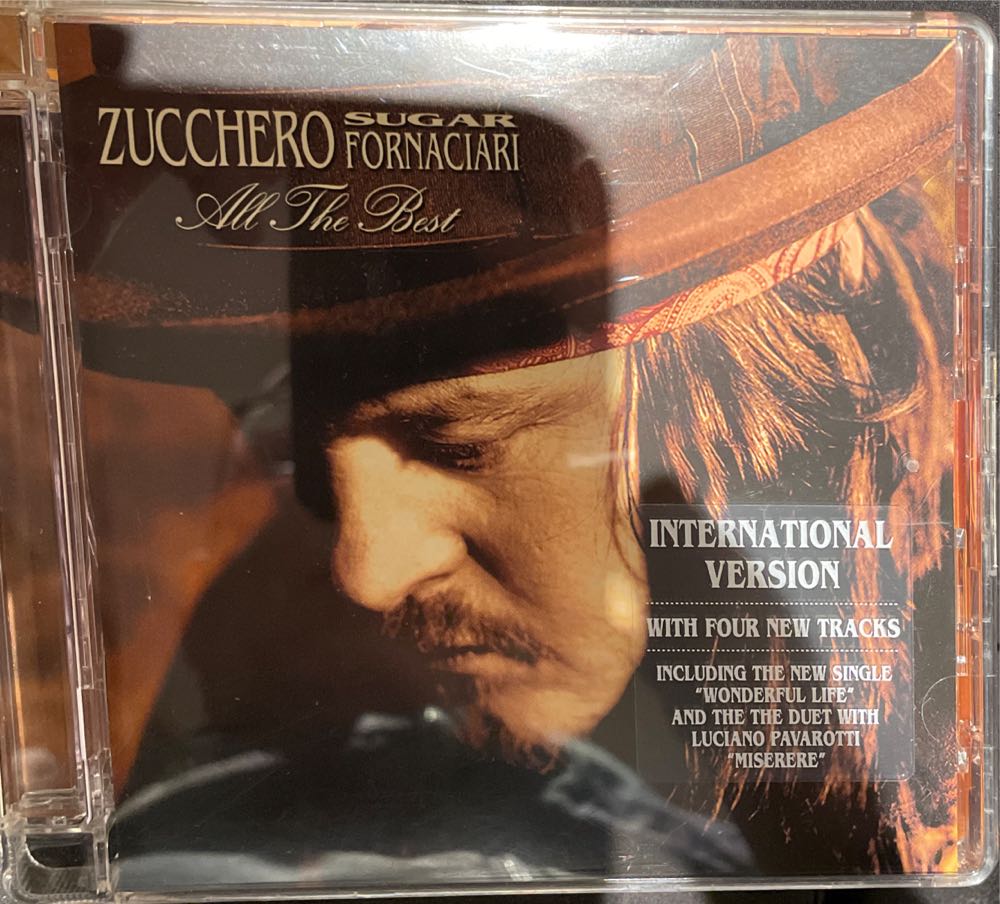 ZUCCHERO SUGAR FORNACIARI
All The Best
INTERNATIONAL
VERSION
WITH FOUR NEW TRACKS
INCLUDING THE NEW SINGLE
"WONDERFUL LIFE"
AND THE THE DUET WITH
LUCIANO PAVAROTTI
"MISERERE"